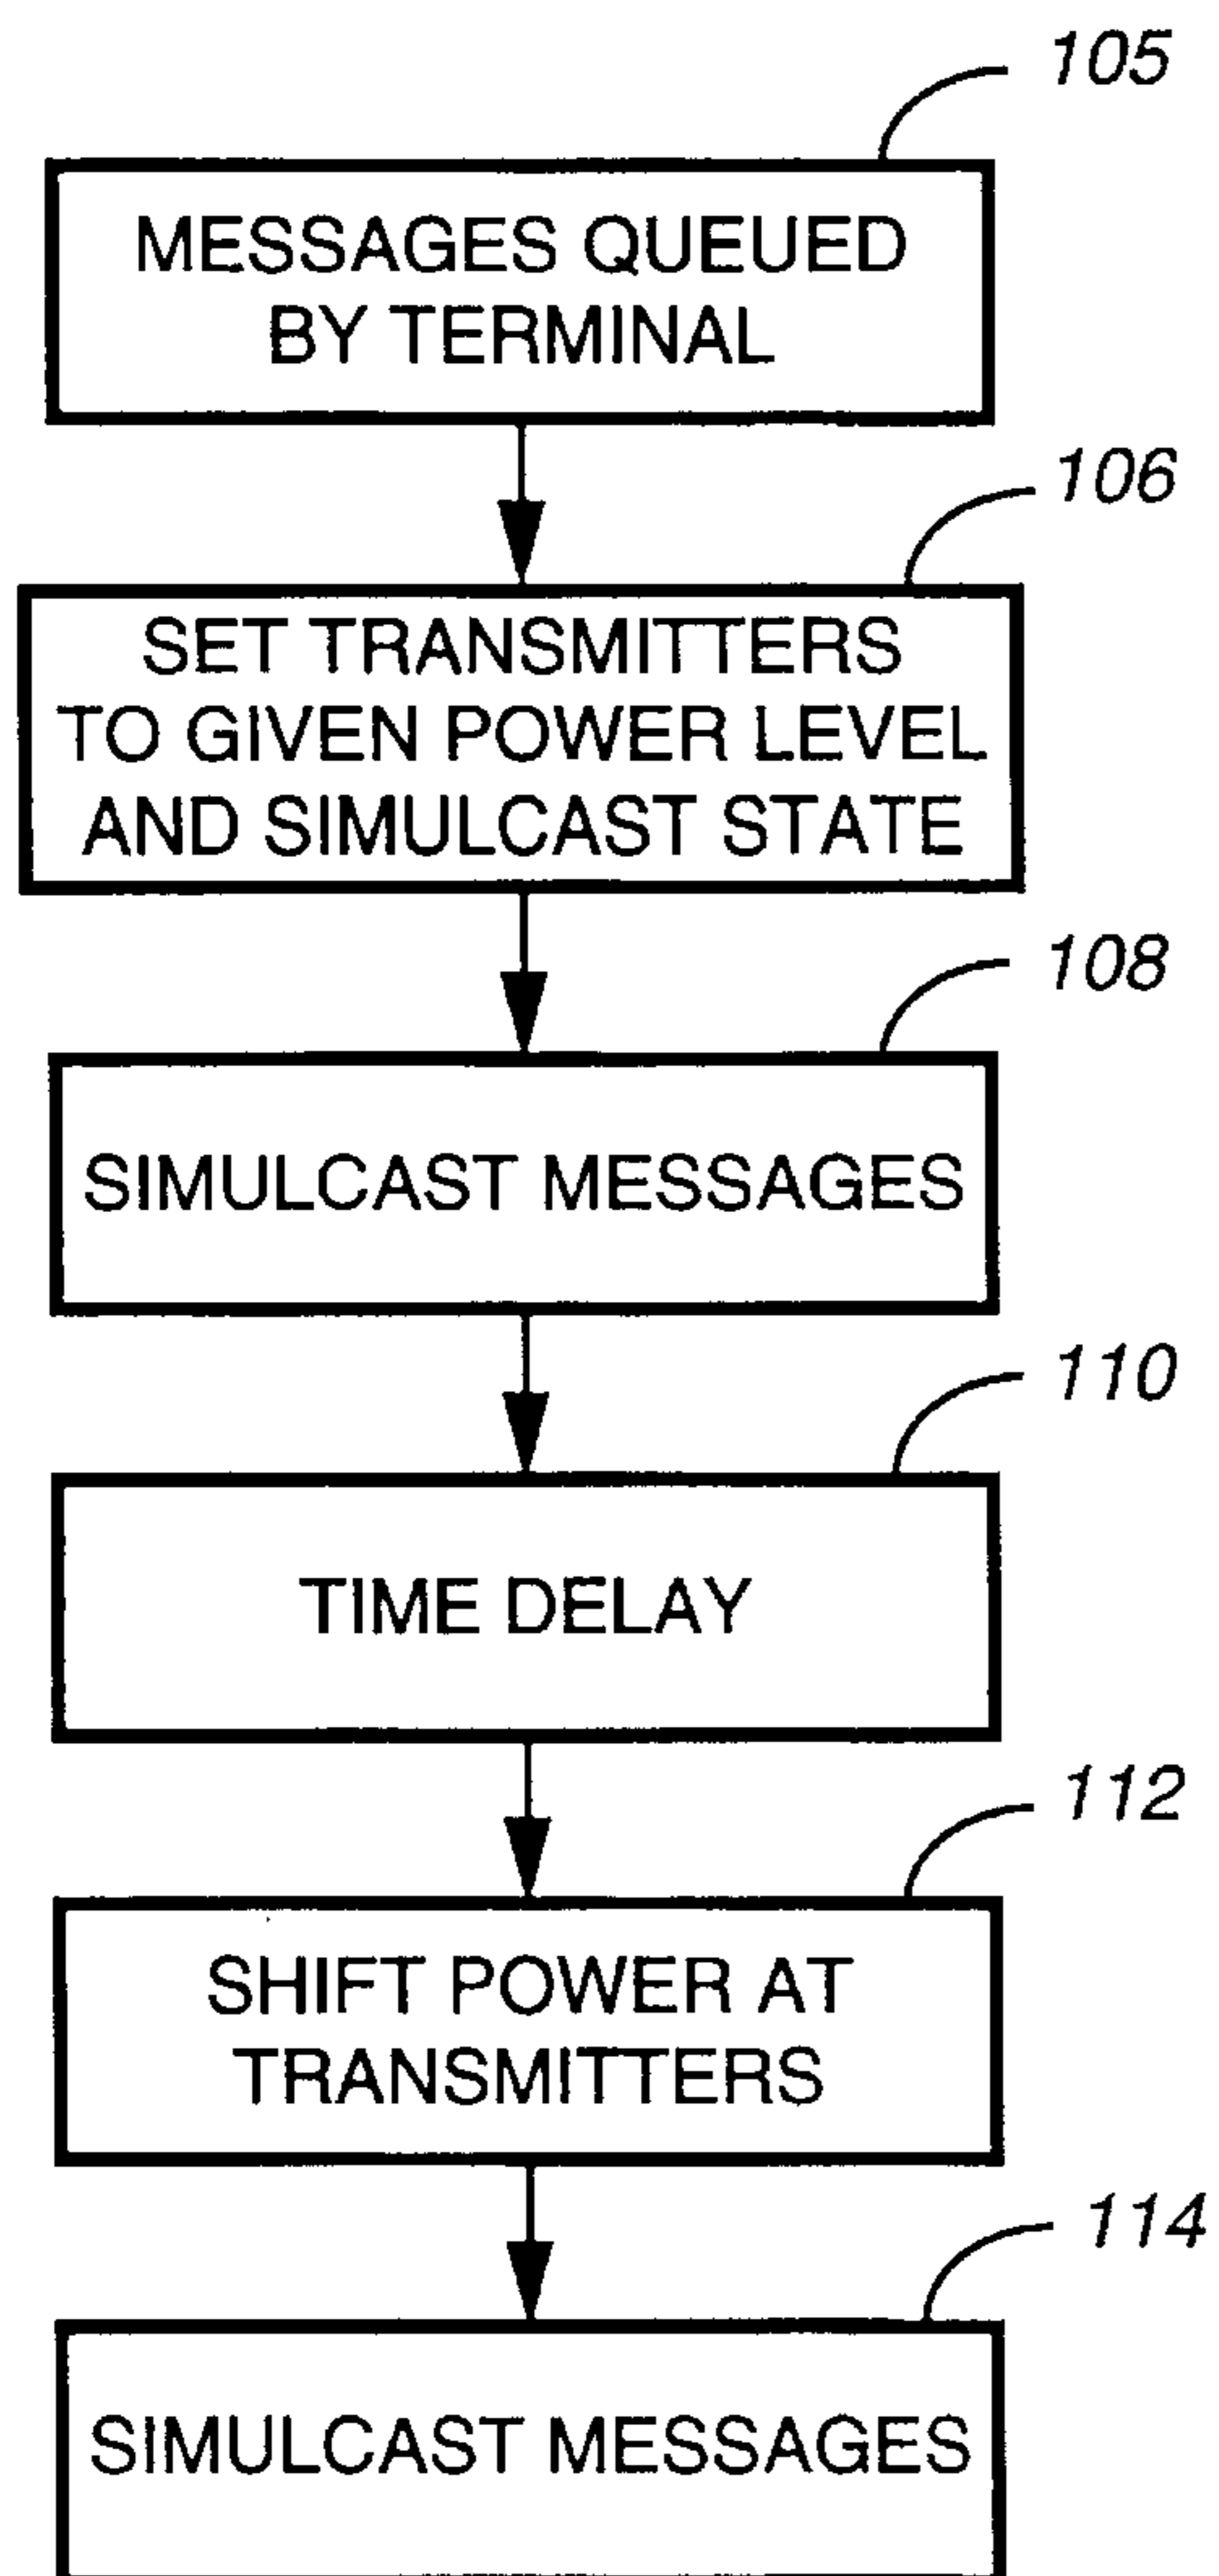 105
MESSAGES QUEUED
BY TERMINAL
106
SET TRANSMITTERS
TO GIVEN POWER LEVEL
AND SIMULCAST STATE
108
SIMULCAST MESSAGES
110
TIME DELAY
112
SHIFT POWER AT
TRANSMITTERS
114
SIMULCAST MESSAGES